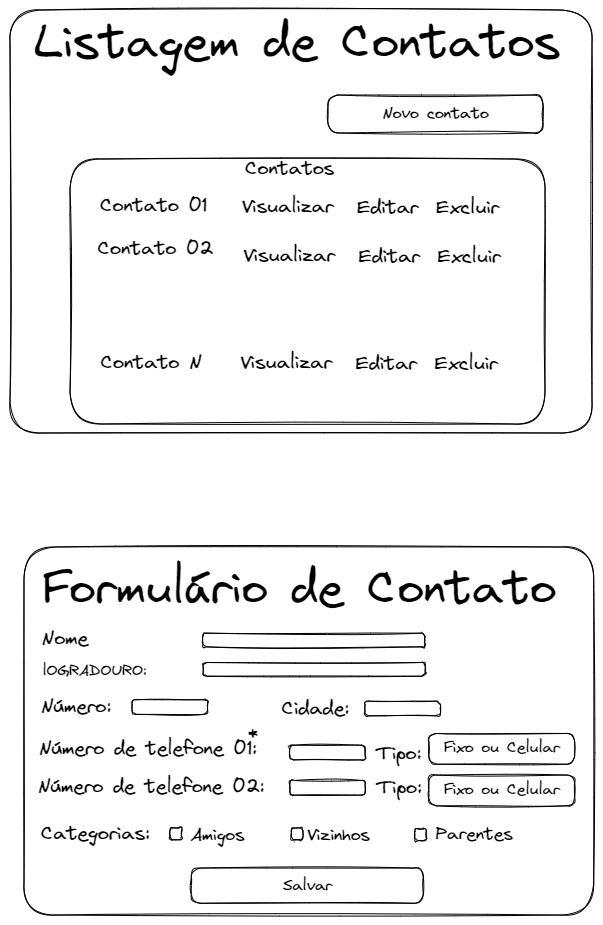 Listagem de Contatos
Novo contato
Contatos
Contato 01 Visualizar Editar Excluir
Contato 02 Visualizar Editar Excluir
Contato N Visualizar Editar Excluir
Formulário de Contato
Nome
lOGRADOURO:
Número: Cidade:
Número de telefone 01:* Tipo: Fixo ou Celular
Número de telefone 02: Tipo: Fixo ou Celular
Categorias: Amigos Vizinhos Parentes
Salvar